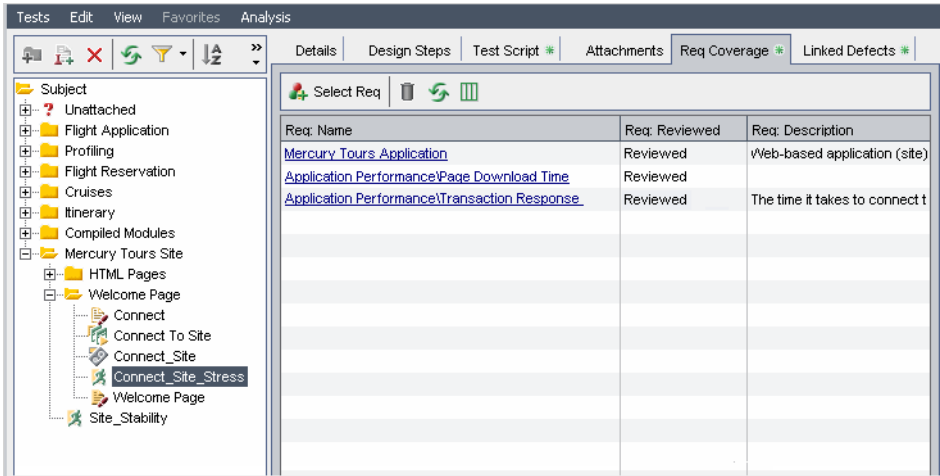 Tests Edit View Favorites Analysis
Details Design Steps Test Script * Attachments Req Coverage * Linked Defects *
Select Req
Subject
? Unattached
Flight Application
Profiling
Flight Reservation
Cruises
Itinerary
Compiled Modules
Mercury Tours Site
HTML Pages
Welcome Page
Connect
Connect To Site
Connect_Site
Connect_Site_Stress
Welcome Page
Site_Stability
Req: Name Req: Reviewed Req: Description
Mercury Tours Application Reviewed Web-based application (site)
Application Performance\Page Download Time Reviewed
Application Performance\Transaction Response Reviewed The time it takes to connect t